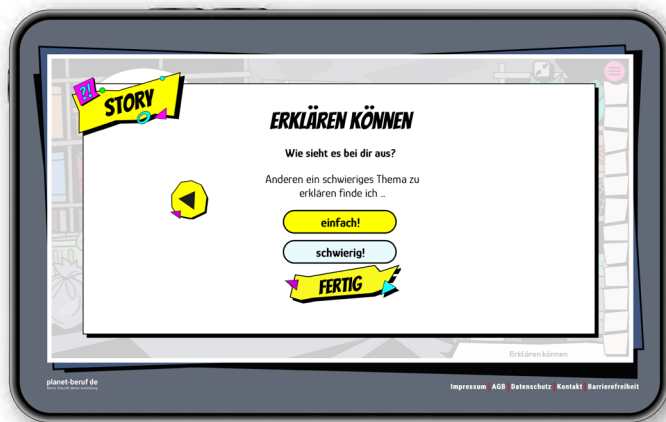 ?!
STORY
ERKLÄREN KÖNNEN
Wie sieht es bei dir aus?
Anderen ein schwieriges Thema zu
erklären finde ich ...
einfach!
schwierig!
FERTIG
Erklären können
planet-beruf de
Impressum | AGB | Datenschutz | Kontakt | Barrierefreiheit